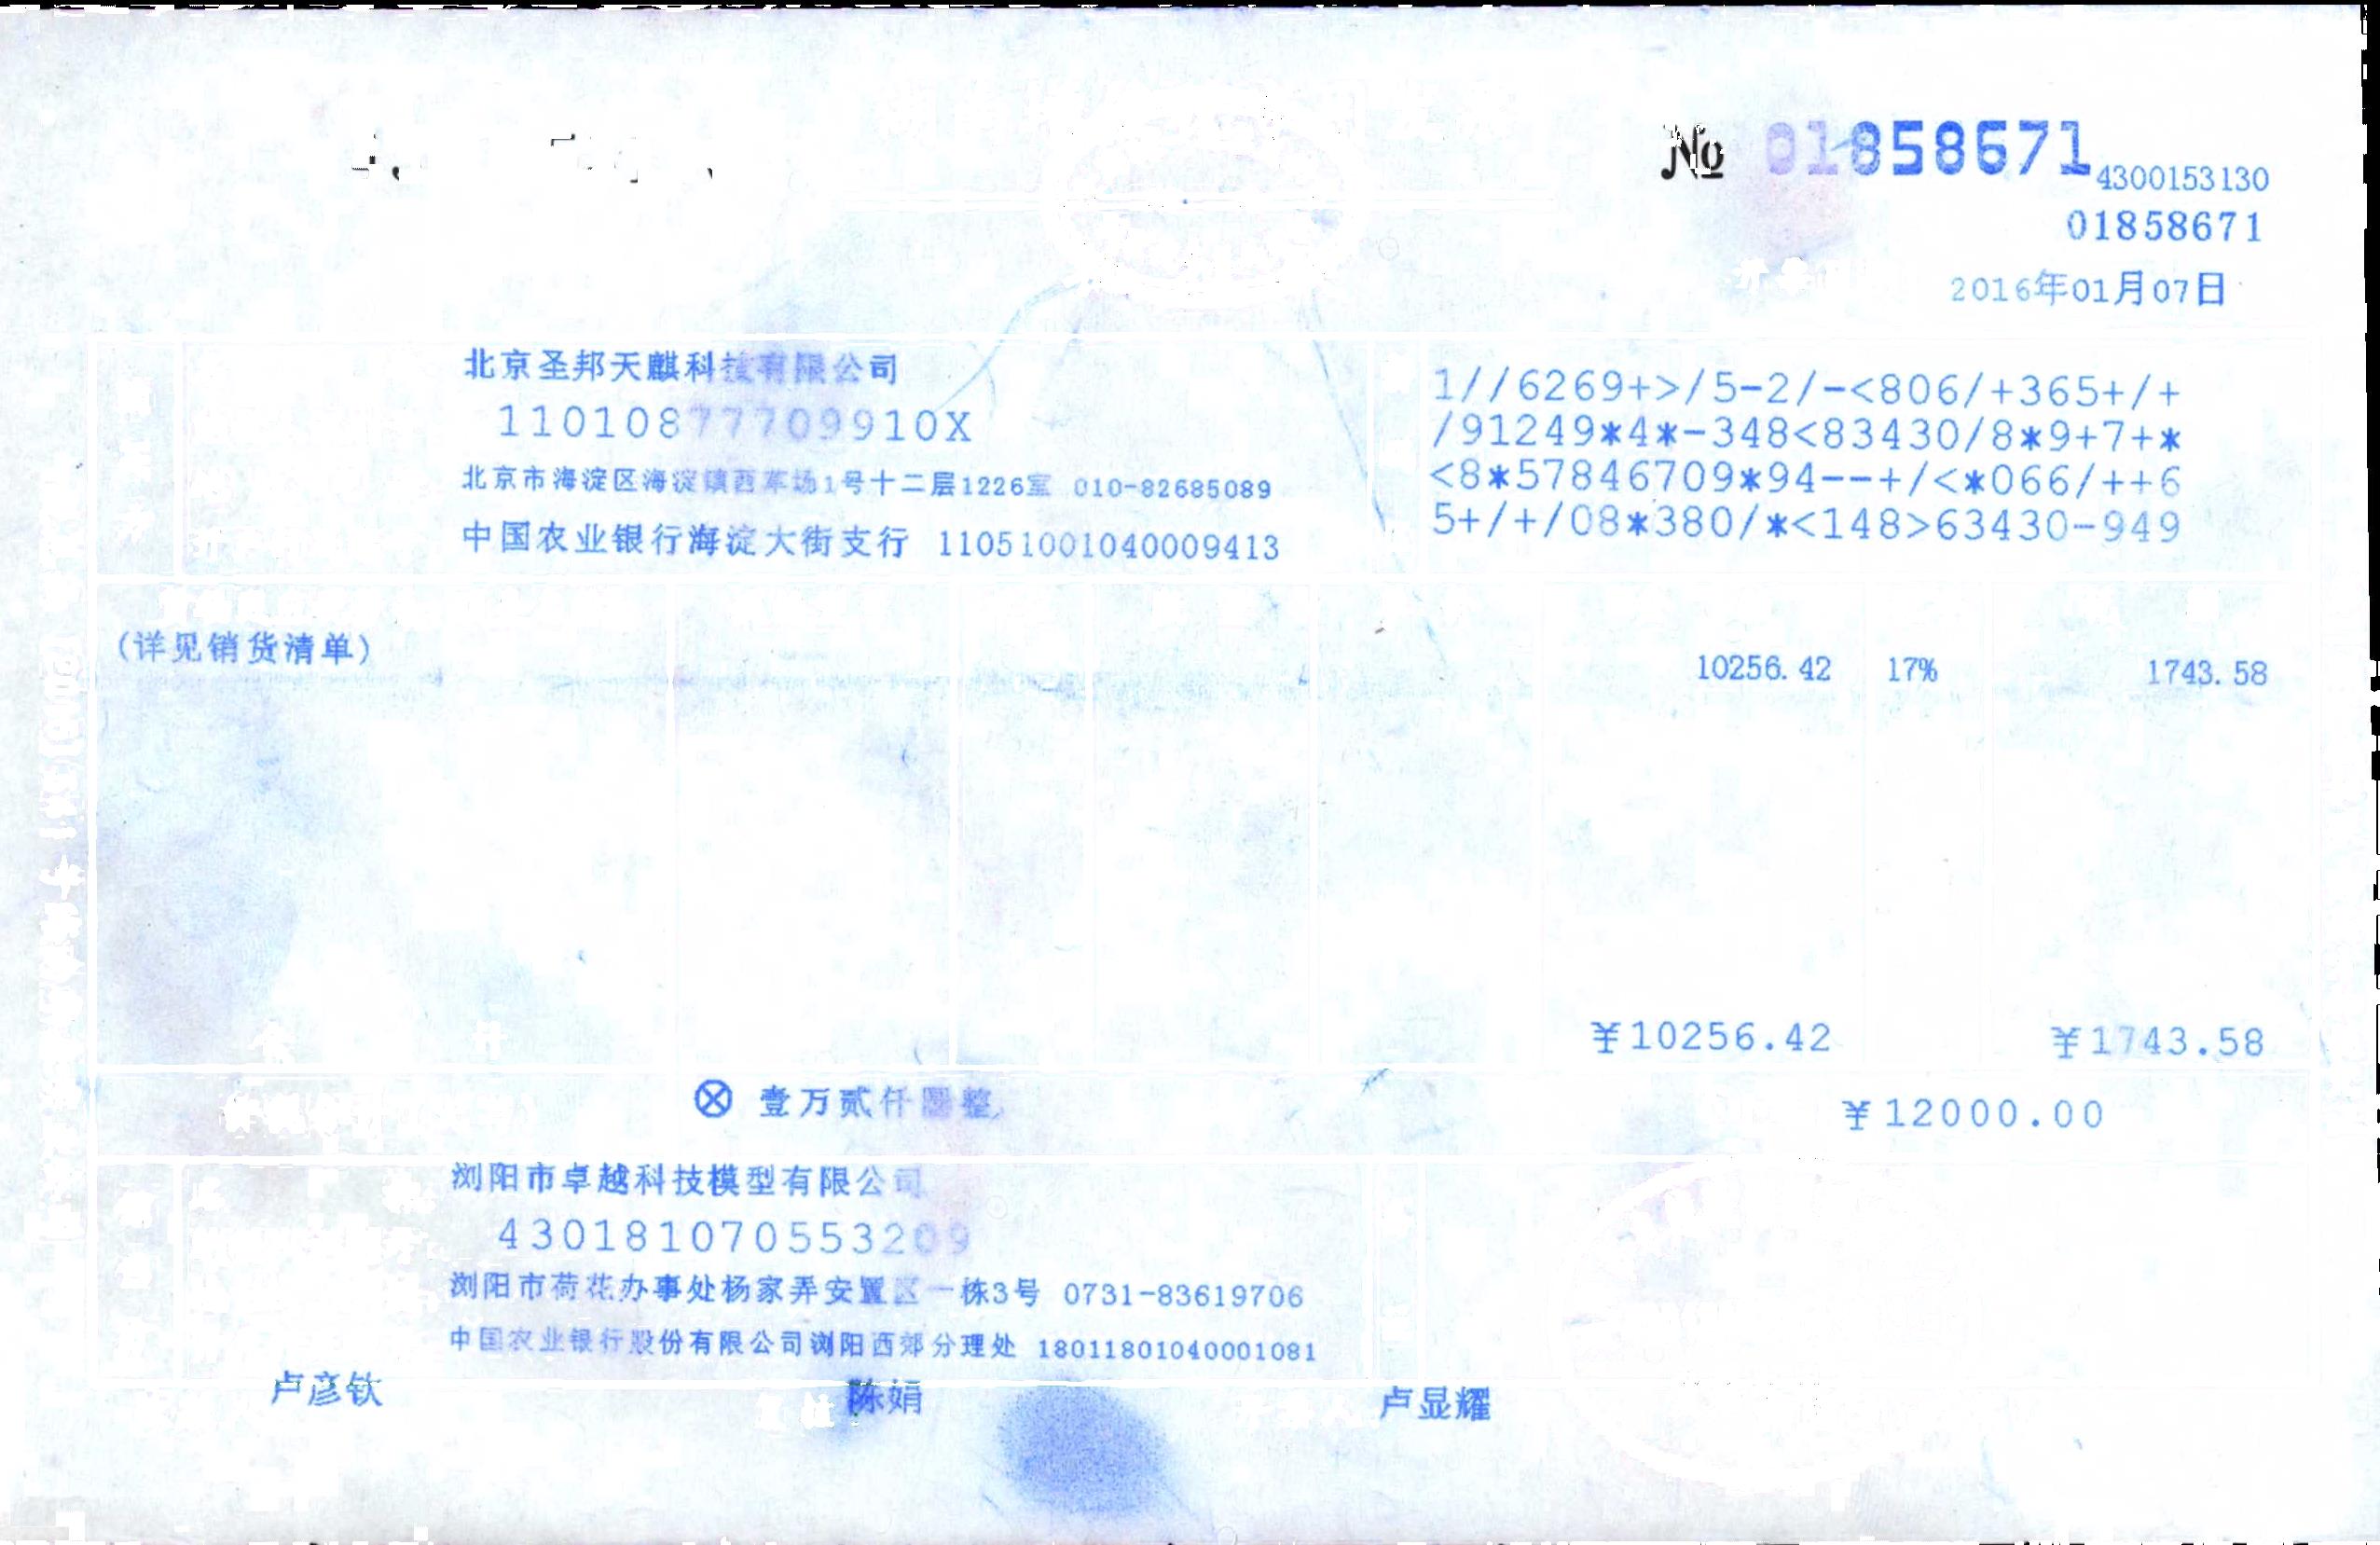 № 01858671
4300153130
01858671
2016年01月07日
北京圣邦天麒科技有限公司
11010877709910X
北京市海淀区海淀镇西草场1号十二层1226室 010-82685089
中国农业银行海淀大街支行 11051001040009413
1//6269+>/5-2/-<806/+365+/+
/91249*4*-348<83430/8*9+7+*
<8*57846709*94--+/<*066/++6
5+/+/08*380/*<148>63430-949
(详见销货清单) 10256.42 17% 1743.58
¥10256.42 ¥1743.58
ⓧ 壹万贰仟圆整 ¥12000.00
浏阳市卓越科技模型有限公司
430181070553209
浏阳市荷花办事处杨家弄安置区一栋3号 0731-83619706
中国农业银行股份有限公司浏阳西郊分理处 18011801040001081
卢彦钦 陈娟 卢显耀